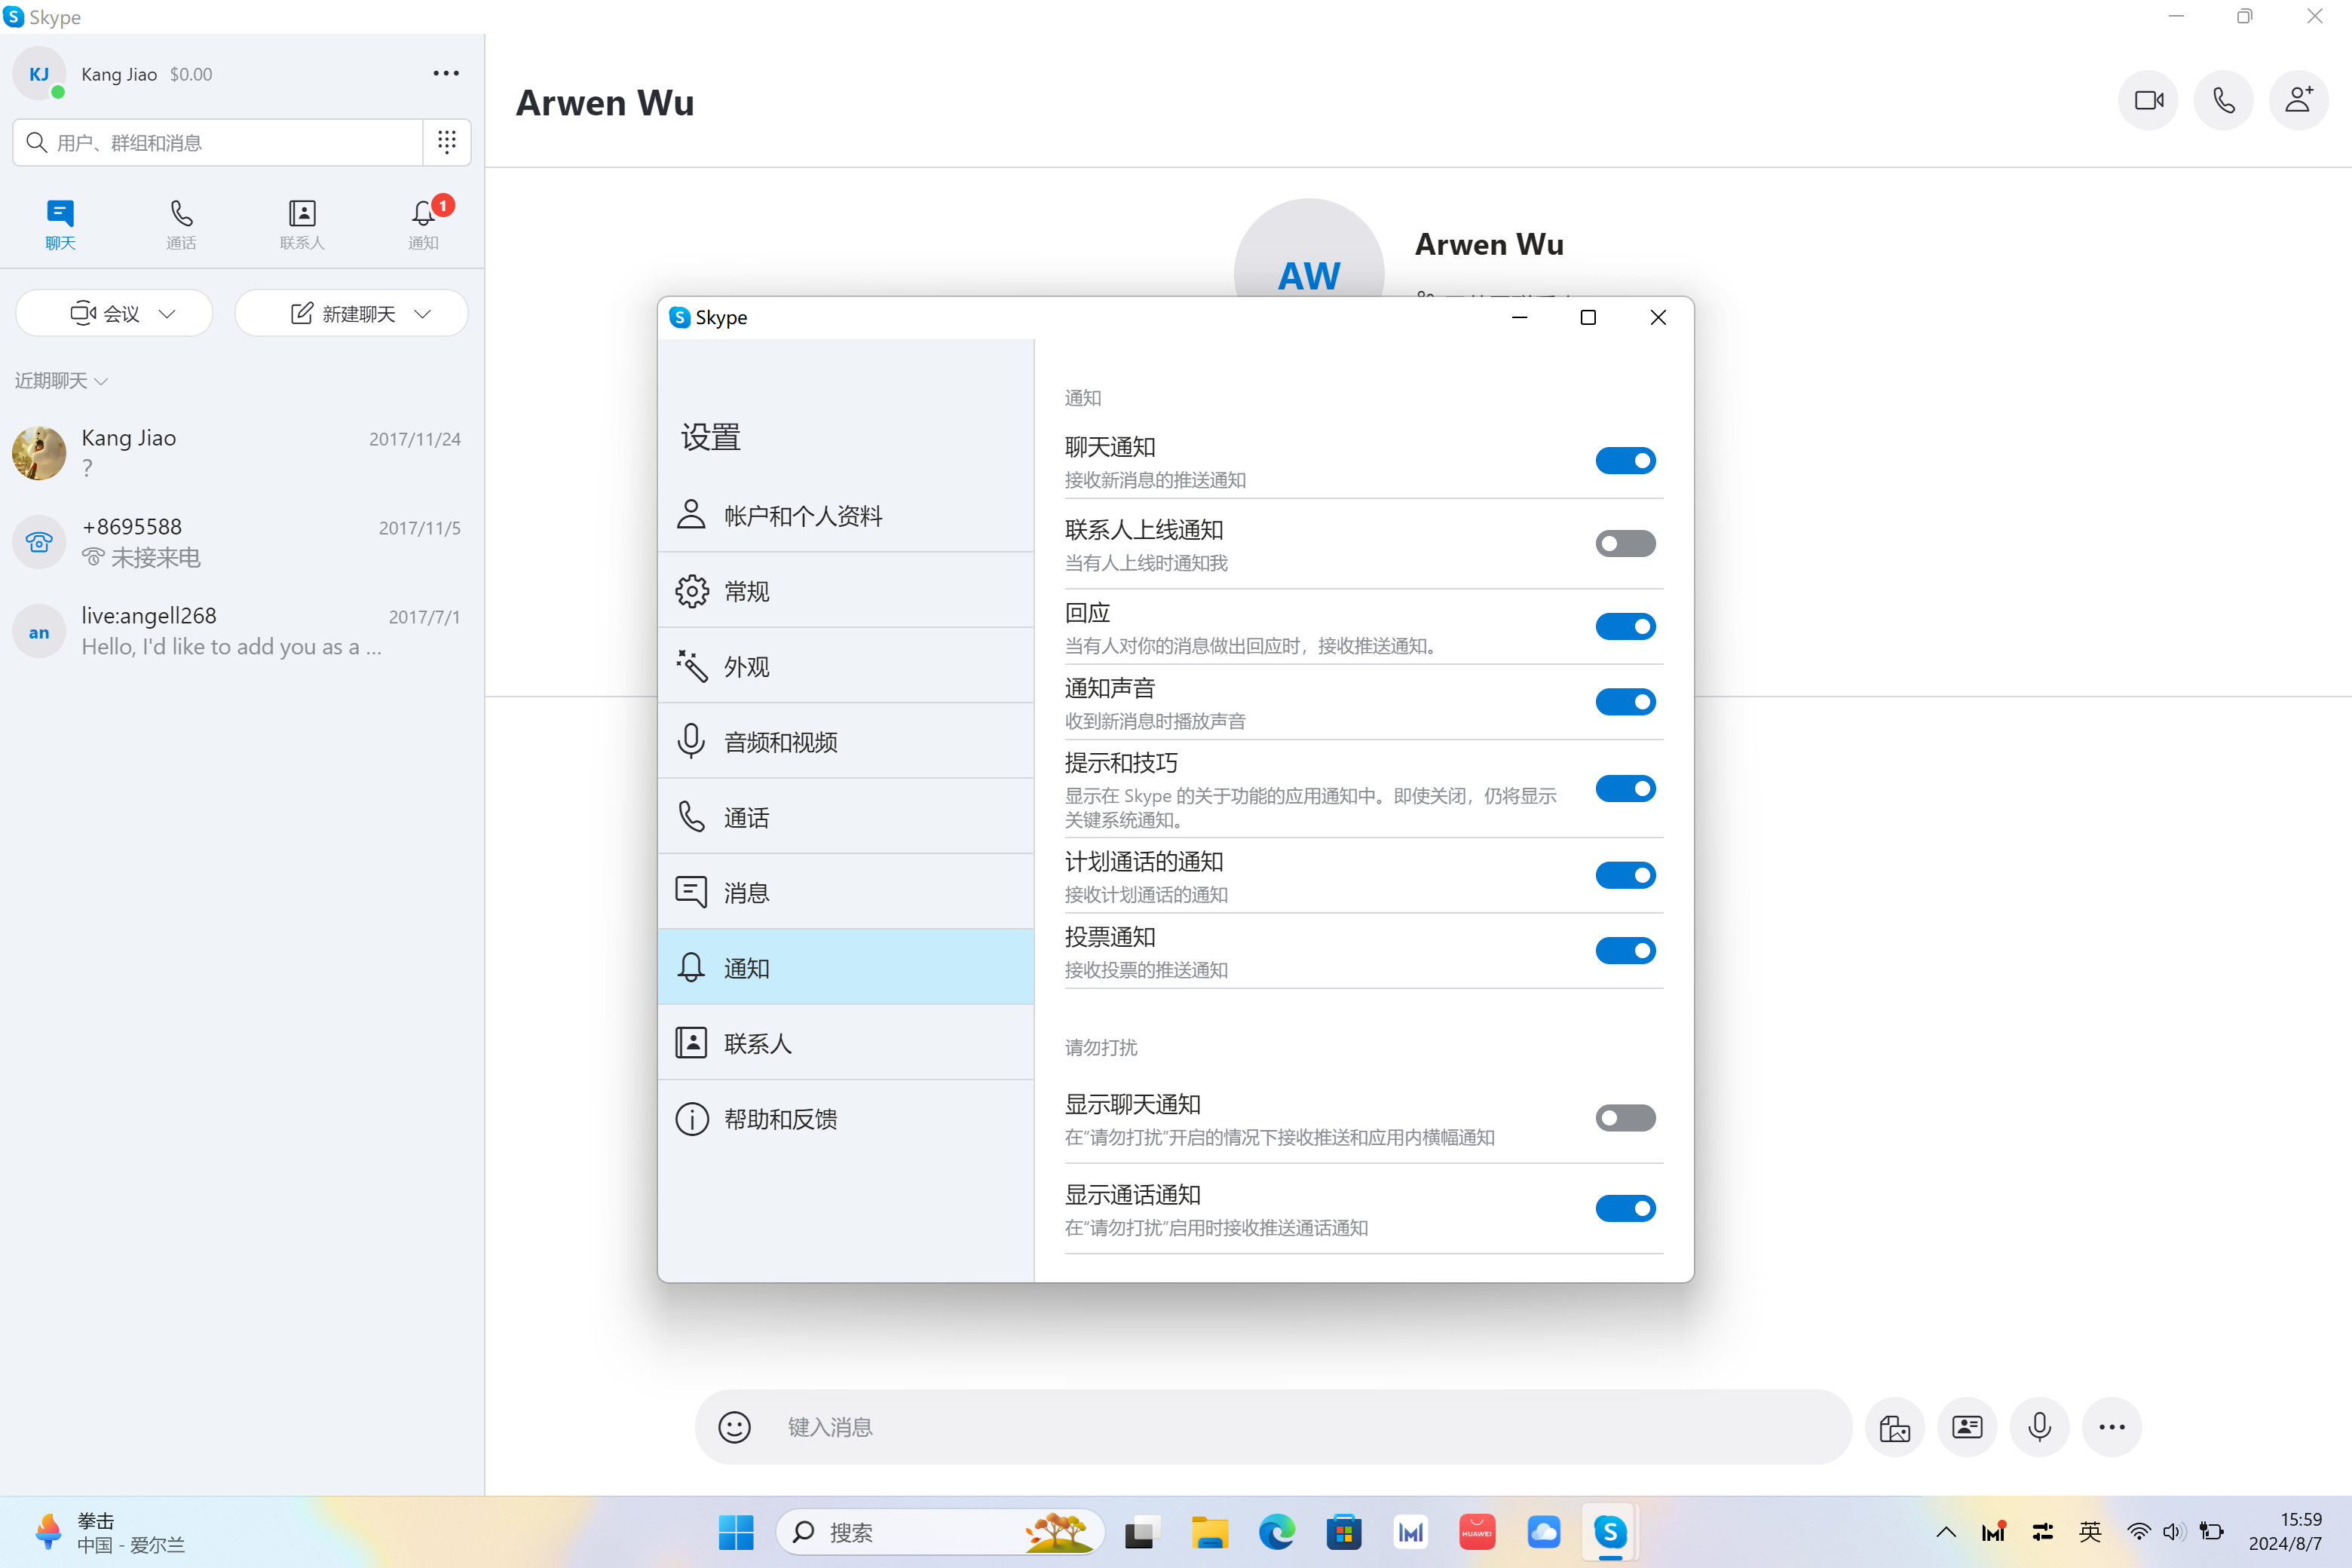 Skype
KJ
Kang Jiao $0.00
用户、群组和消息
聊天
通话
联系人
通知
1
会议
新建聊天
近期聊天
Kang Jiao 2017/11/24
?
+8695588 2017/11/5
未接来电
an
live:angell268 2017/7/1
Hello, I'd like to add you as a ...
Arwen Wu
AW
Arwen Wu
Skype
设置
帐户和个人资料
常规
外观
音频和视频
通话
消息
通知
联系人
帮助和反馈
通知
聊天通知
接收新消息的推送通知
联系人上线通知
当有人上线时通知我
回应
当有人对你的消息做出回应时，接收推送通知。
通知声音
收到新消息时播放声音
提示和技巧
显示在 Skype 的关于功能的应用通知中。即使关闭，仍将显示
关键系统通知。
计划通话的通知
接收计划通话的通知
投票通知
接收投票的推送通知
请勿打扰
显示聊天通知
在“请勿打扰”开启的情况下接收推送和应用内横幅通知
显示通话通知
在“请勿打扰”启用时接收推送通话通知
键入消息
拳击
中国 - 爱尔兰
搜索
HUAWEI
英
15:59
2024/8/7